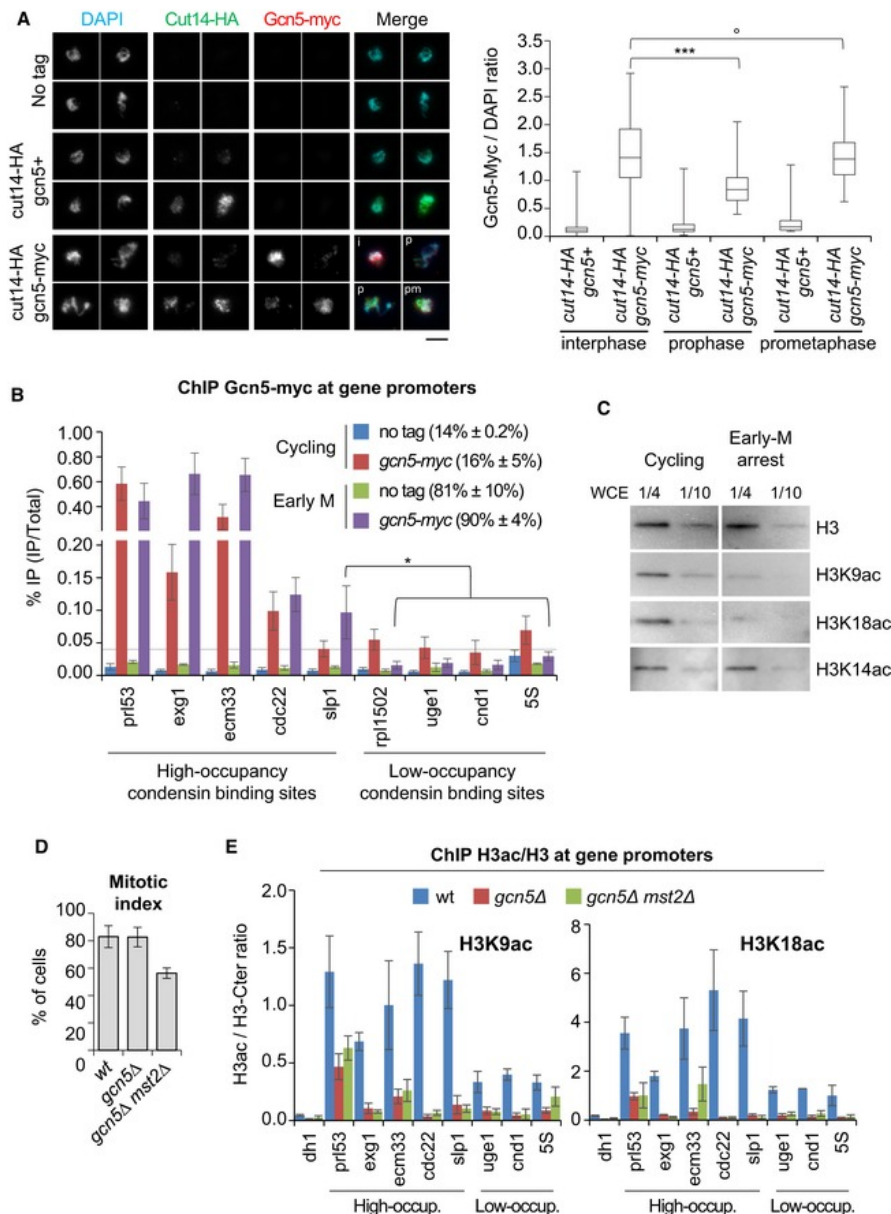 A
DAPI Cut14-HA Gcn5-myc Merge
No tag
cut14-HA
gcn5+
cut14-HA
gcn5-myc
i p
p pm
Gcn5-Myc / DAPI ratio
3.5
3.0
2.5
2.0
1.5
1.0
0.5
0.0
***
°
cut14-HA
gcn5+
cut14-HA
gcn5-myc
cut14-HA
gcn5+
cut14-HA
gcn5-myc
cut14-HA
gcn5+
cut14-HA
gcn5-myc
interphase prophase prometaphase
B
ChIP Gcn5-myc at gene promoters
% IP (IP/Total)
1.00
0.80
0.60
0.40
0.20
0.15
0.10
0.05
0.00
Cycling
no tag (14% ± 0.2%)
gcn5-myc (16% ± 5%)
Early M
no tag (81% ± 10%)
gcn5-myc (90% ± 4%)
*
prl53 exg1 ecm33 cdc22 slp1 rpl1502 uge1 cnd1 5S
High-occupancy
condensin binding sites
Low-occupancy
condensin bnding sites
C
Cycling
Early-M
arrest
WCE 1/4 1/10 1/4 1/10
H3
H3K9ac
H3K18ac
H3K14ac
D
Mitotic
index
% of cells
100
80
60
40
20
0
wt gcn5Δ gcn5Δ mst2Δ
E
ChIP H3ac/H3 at gene promoters
wt gcn5Δ gcn5Δ mst2Δ
H3ac / H3-Cter ratio
2.0
1.5
1.0
0.5
0.0
H3K9ac
dh1 prl53 exg1 ecm33 cdc22 slp1 uge1 cnd1 5S
High-occup. Low-occup.
8
6
4
2
0
H3K18ac
dh1 prl53 exg1 ecm33 cdc22 slp1 uge1 cnd1 5S
High-occup. Low-occup.